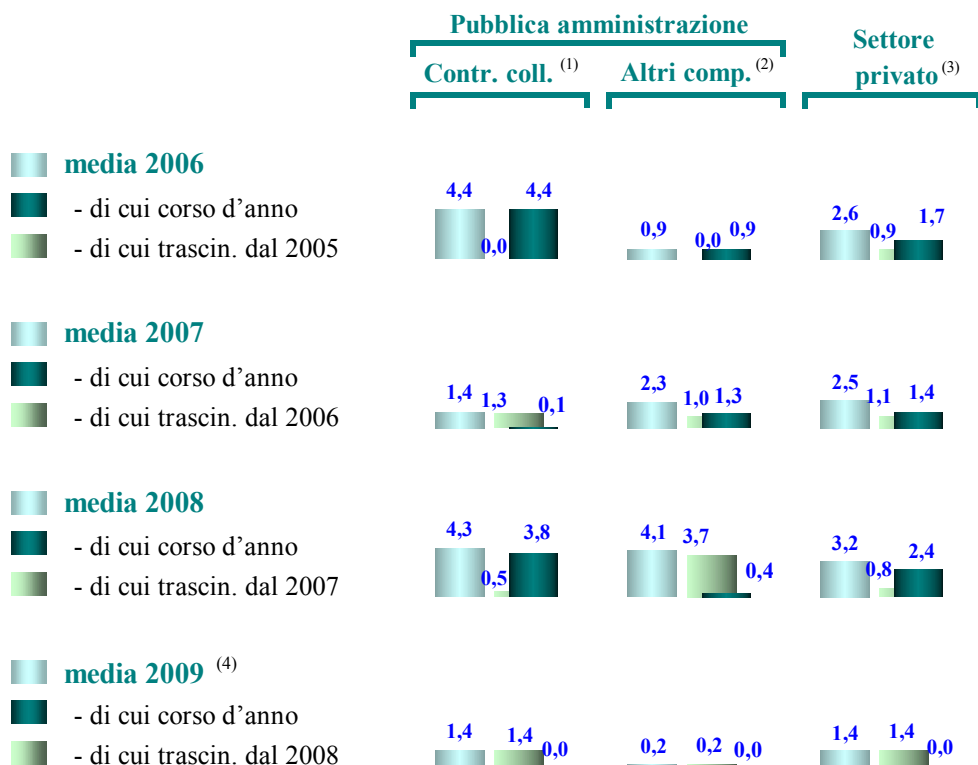 Pubblica amministrazione
Settore privato (3)
Contr. coll. (1) Altri comp. (2)
media 2006
4,4 4,4 0,9 0,9 2,6 1,7
- di cui corso d’anno
0,0 0,0 0,9
- di cui trascin. dal 2005
media 2007
- di cui corso d’anno
1,4 1,3 0,1 2,3 1,0 1,3 2,5 1,1 1,4
- di cui trascin. dal 2006
media 2008
4,3 3,8 4,1 3,7 3,2 2,4
- di cui corso d’anno
0,5 0,4 0,8
- di cui trascin. dal 2007
media 2009 (4)
- di cui corso d’anno
1,4 1,4 0,0 0,2 0,2 0,0 1,4 1,4 0,0
- di cui trascin. dal 2008